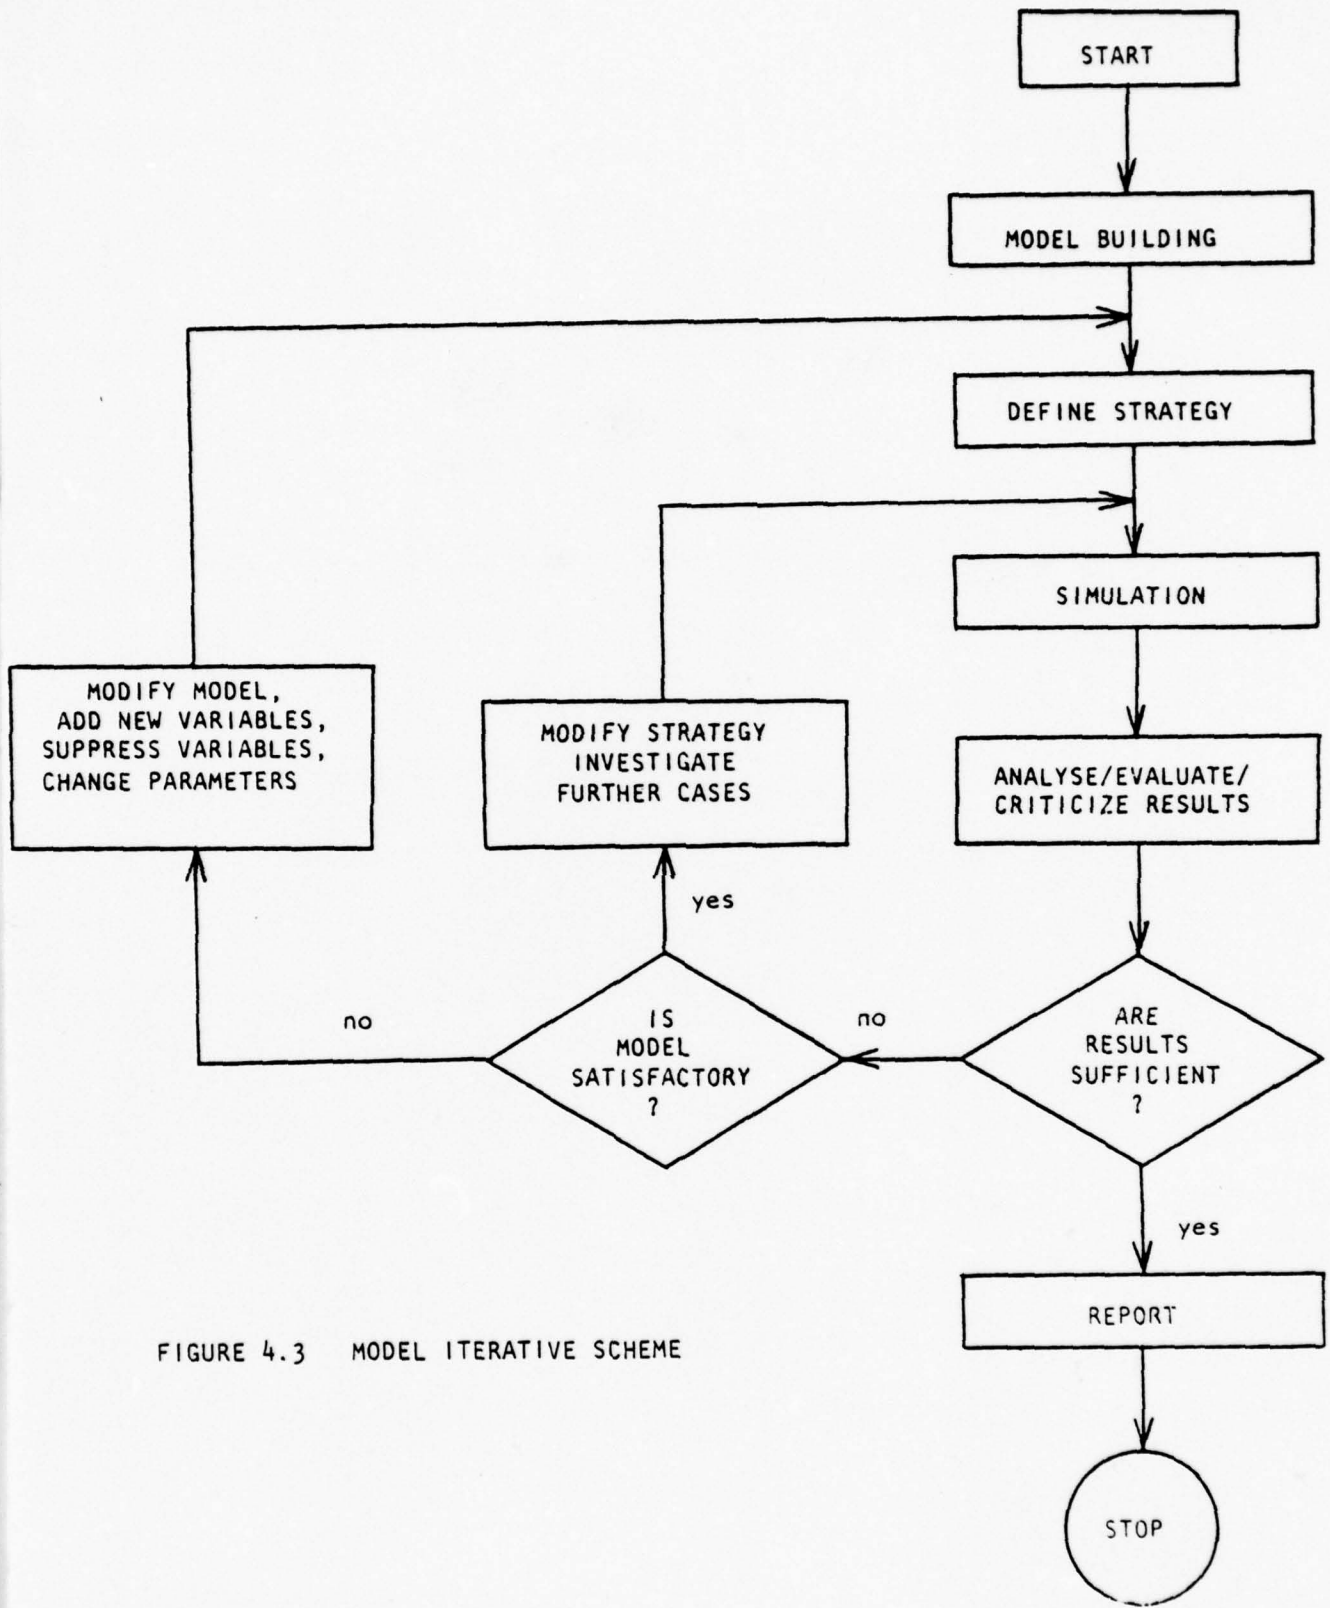 START
MODEL BUILDING
DEFINE STRATEGY
SIMULATION
MODIFY MODEL,
ADD NEW VARIABLES,
SUPPRESS VARIABLES,
CHANGE PARAMETERS
MODIFY STRATEGY
INVESTIGATE
FURTHER CASES
ANALYSE/EVALUATE/
CRITICIZE RESULTS
yes
no
IS
MODEL
SATISFACTORY
?
no
ARE
RESULTS
SUFFICIENT
?
yes
REPORT
FIGURE 4.3 MODEL ITERATIVE SCHEME
STOP